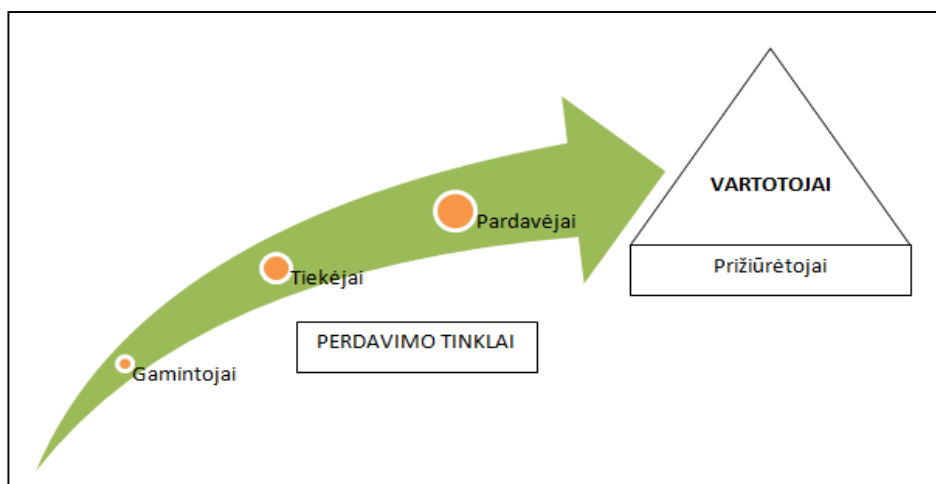 VARTOTOJAI
Pardavėjai
Prižiūrėtojai
Tiekėjai
PERDAVIMO TINKLAI
Gamintojai